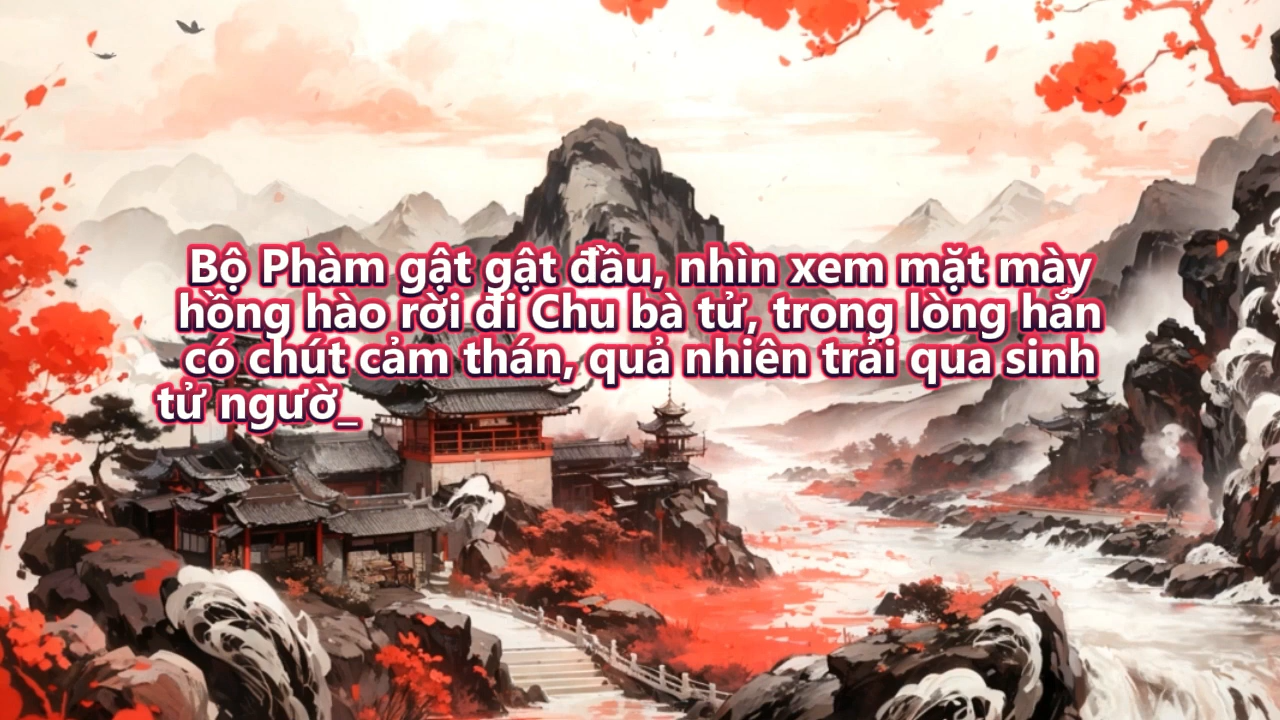 Bộ Phàm gật gật đầu, nhìn xem mặt mày
hồng hào rời đi Chu bà tử, trong lòng hắn
có chút cảm thán, quả nhiên trải qua sinh
tử ngườ_